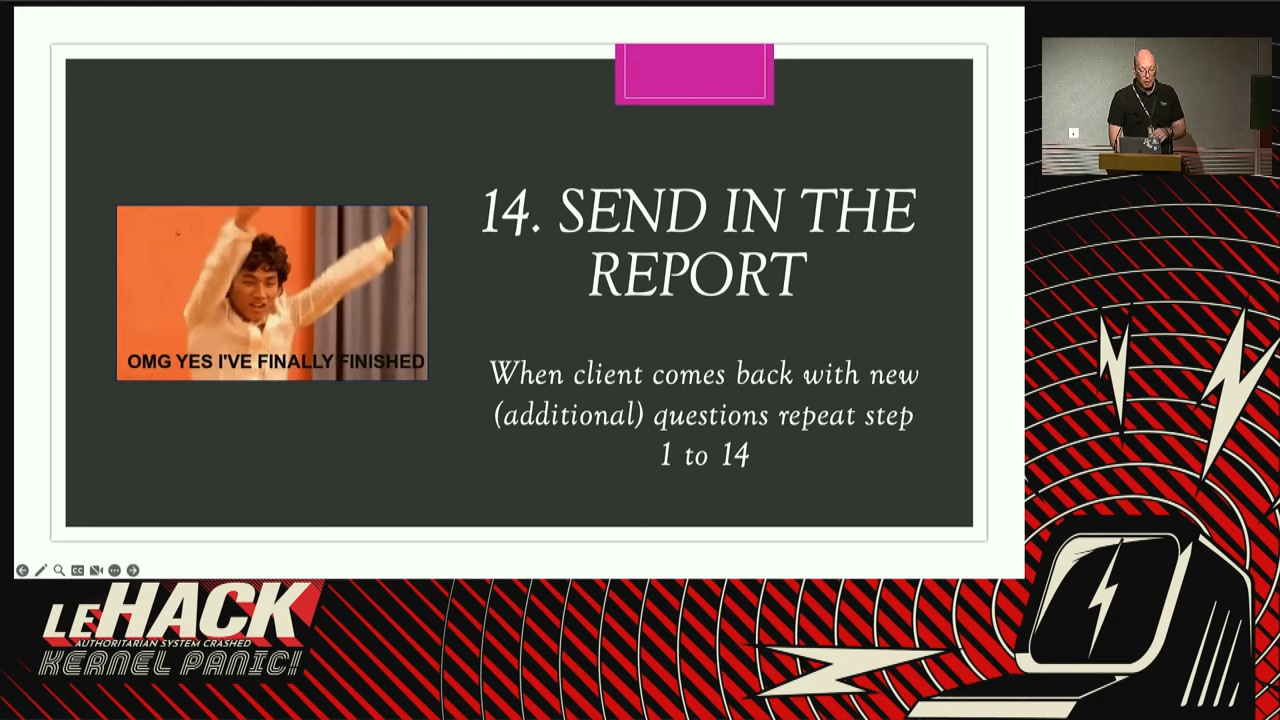 14. SEND IN THE
REPORT
OMG YES I'VE FINALLY FINISHED
When client comes back with new
(additional) questions repeat step
1 to 14
CC
LEHACK
AUTHORITARIAN SYSTEM CRASHED
KERNEL PANIC!